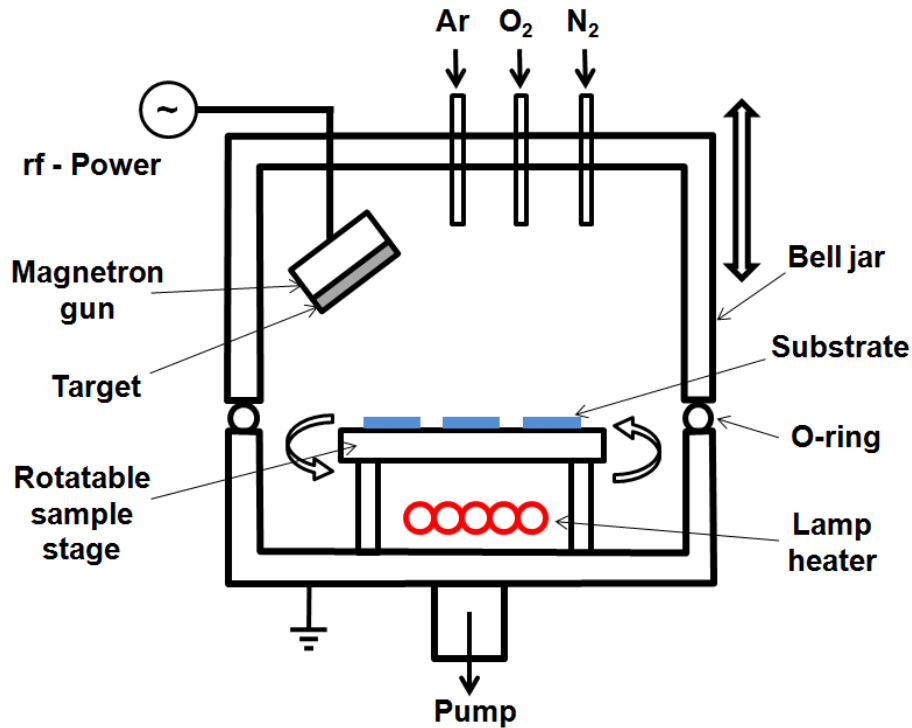 Ar O₂ N₂
~
rf - Power
Magnetron
gun
Target
Rotatable
sample
stage
Bell jar
Substrate
O-ring
Lamp
heater
Pump